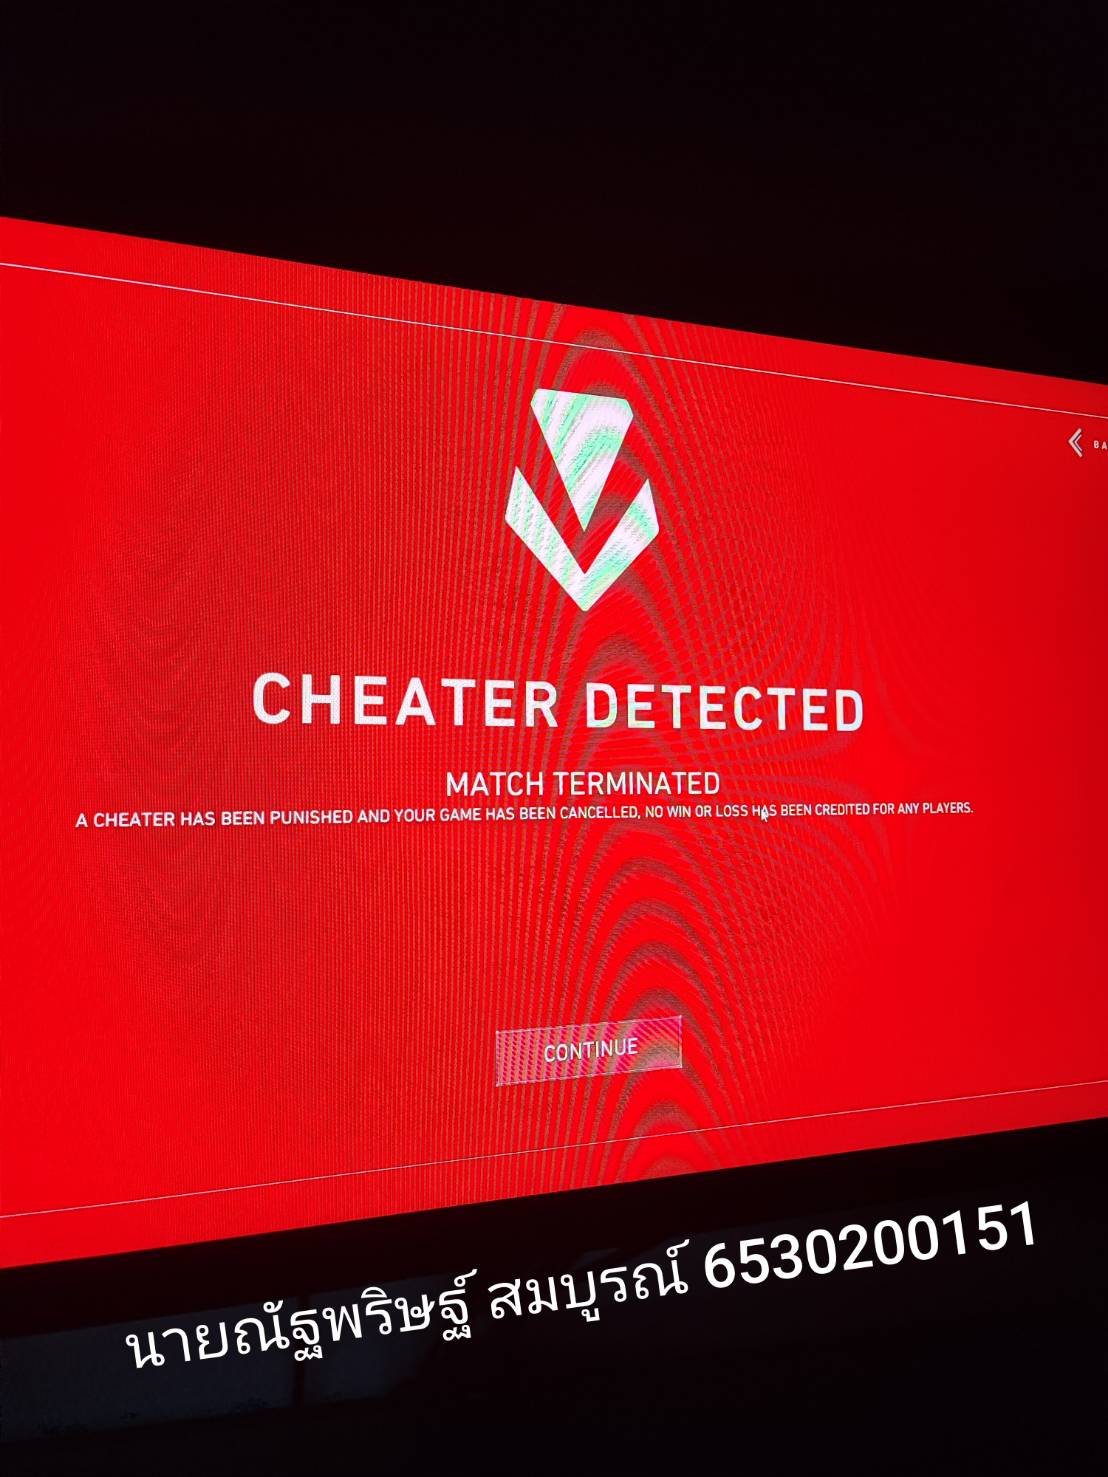 BA
CHEATER DETECTED
MATCH TERMINATED
A CHEATER HAS BEEN PUNISHED AND YOUR GAME HAS BEEN CANCELLED, NO WIN OR LOSS HAS BEEN CREDITED FOR ANY PLAYERS.
CONTINUE
นายณัฐพริษฐ์ สมบูรณ์ 6530200151